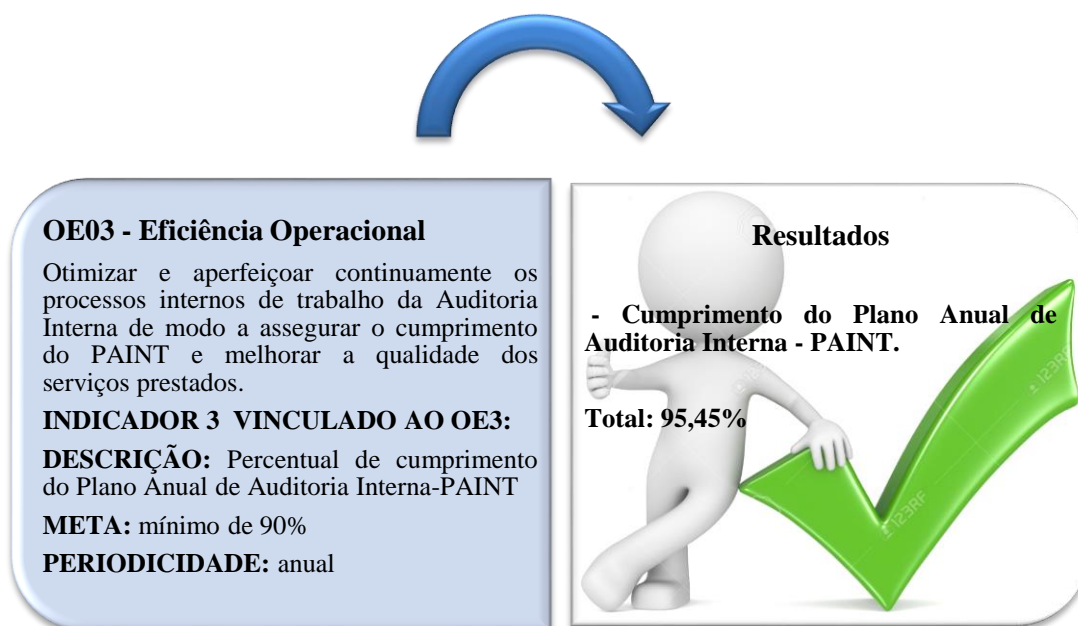 OE03 - Eficiência Operacional
Otimizar e aperfeiçoar continuamente os
processos internos de trabalho da Auditoria
Interna de modo a assegurar o cumprimento
do PAINT e melhorar a qualidade dos
serviços prestados.
INDICADOR 3 VINCULADO AO OE3:
DESCRIÇÃO: Percentual de cumprimento
do Plano Anual de Auditoria Interna-PAINT
META: mínimo de 90%
PERIODICIDADE: anual
Resultados
- Cumprimento do Plano Anual de
Auditoria Interna - PAINT.
Total: 95,45%
123RF
123RF
123RF